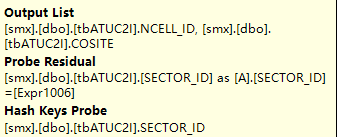 Output List
[smx].[dbo].[tbATUC2I].NCELL_ID, [smx].[dbo].
[tbATUC2I].COSITE
Probe Residual
[smx].[dbo].[tbATUC2I].[SECTOR_ID] as [A].[SECTOR_ID]
=[Expr1006]
Hash Keys Probe
[smx].[dbo].[tbATUC2I].SECTOR_ID